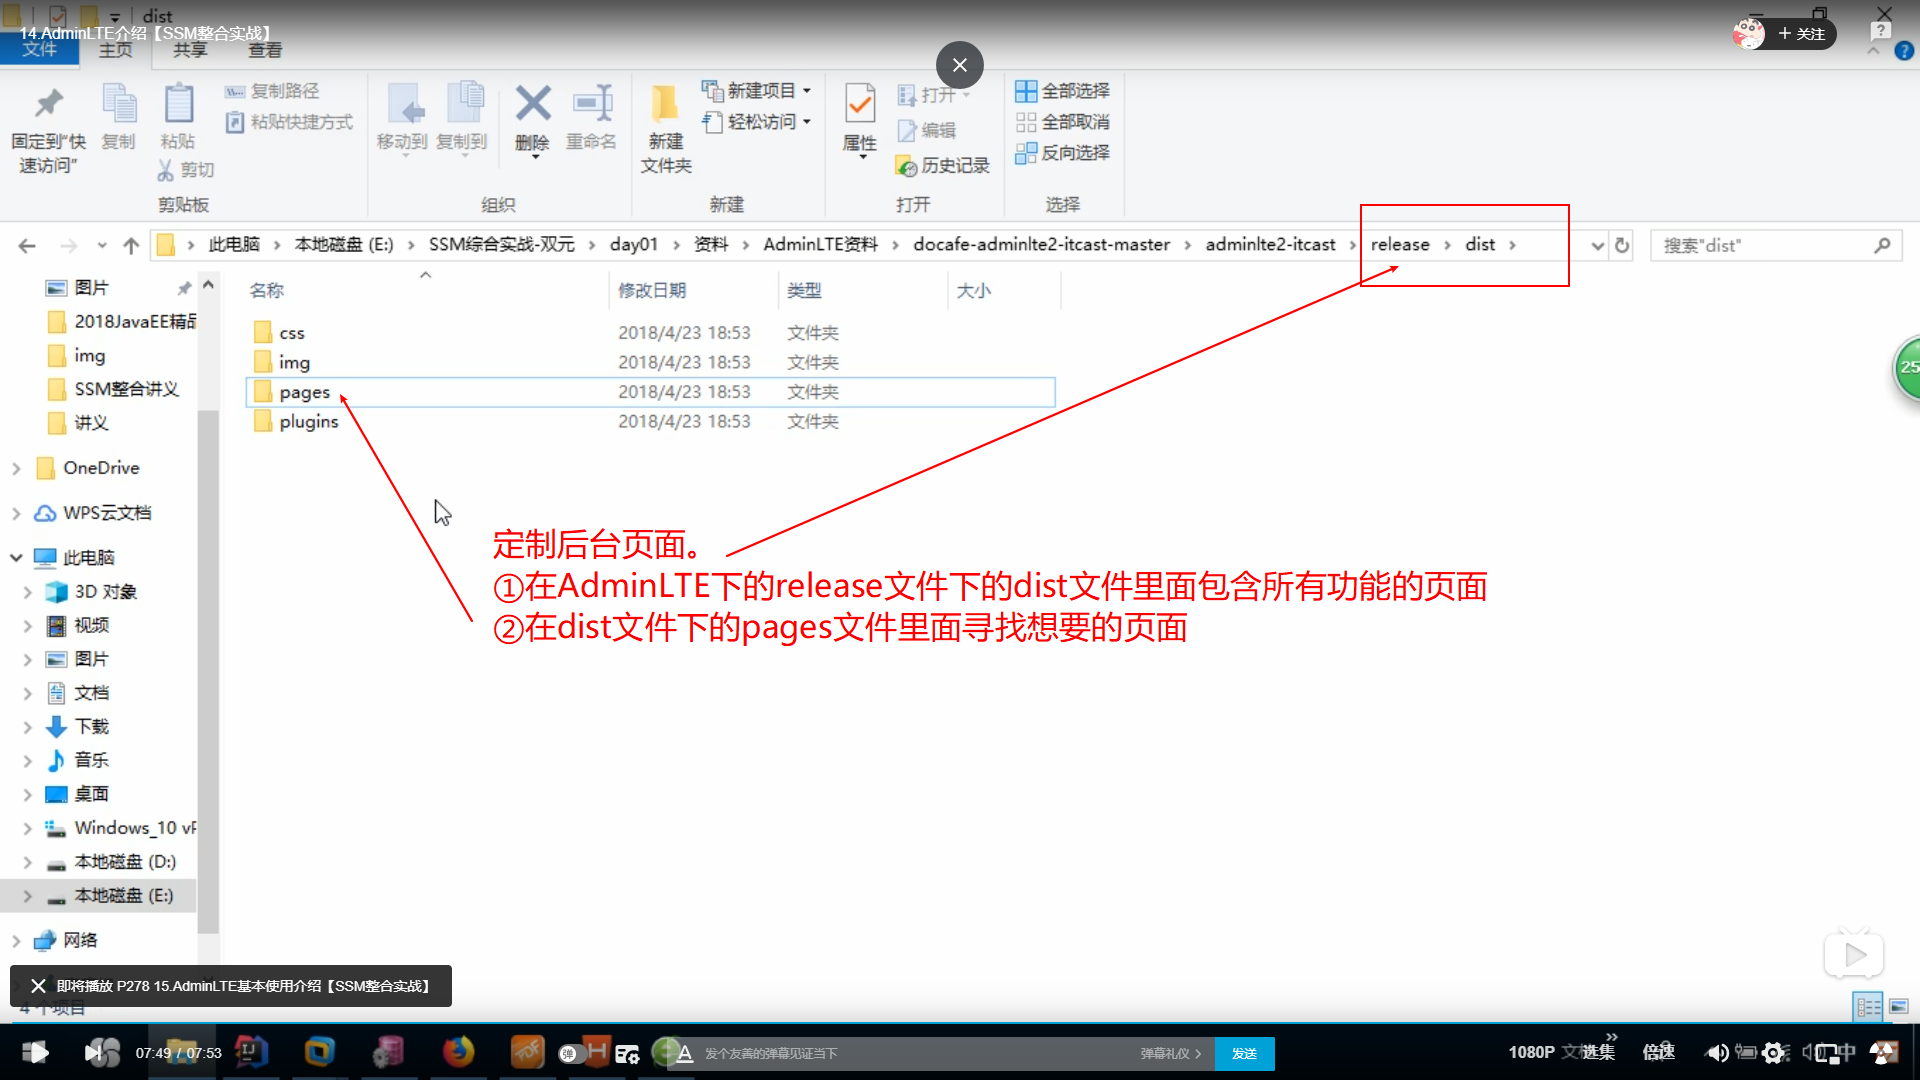 dist
14.AdminLTE介绍【SSM整合实战】
文件 主页 共享 查看
+ 关注
固定到"快速访问"
复制
粘贴
复制路径
粘贴快捷方式
剪切
剪贴板
移动到
复制到
删除
重命名
组织
新建文件夹
新建项目
轻松访问
新建
属性
打开
编辑
历史记录
打开
全部选择
全部取消
反向选择
选择
此电脑 › 本地磁盘 (E:) › SSM综合实战-双元 › day01 › 资料 › AdminLTE资料 › docafe-adminlte2-itcast-master › adminlte2-itcast › release › dist ›
搜索"dist"
名称 修改日期 类型 大小
css 2018/4/23 18:53 文件夹
img 2018/4/23 18:53 文件夹
pages 2018/4/23 18:53 文件夹
plugins 2018/4/23 18:53 文件夹
图片
2018JavaEE精
img
SSM整合讲义
讲义
OneDrive
WPS云文档
此电脑
3D 对象
视频
图片
文档
下载
音乐
桌面
Windows_10
本地磁盘 (D:)
本地磁盘 (E:)
网络
25
定制后台页面。
①在AdminLTE下的release文件下的dist文件里面包含所有功能的页面
②在dist文件下的pages文件里面寻找想要的页面
即将播放 P278 15.AdminLTE基本使用介绍【SSM整合实战】
4 个项目
07:49 / 07:53
弹
发个友善的弹幕见证当下
弹幕礼仪 ›
发送
1080P
选集
倍速
中